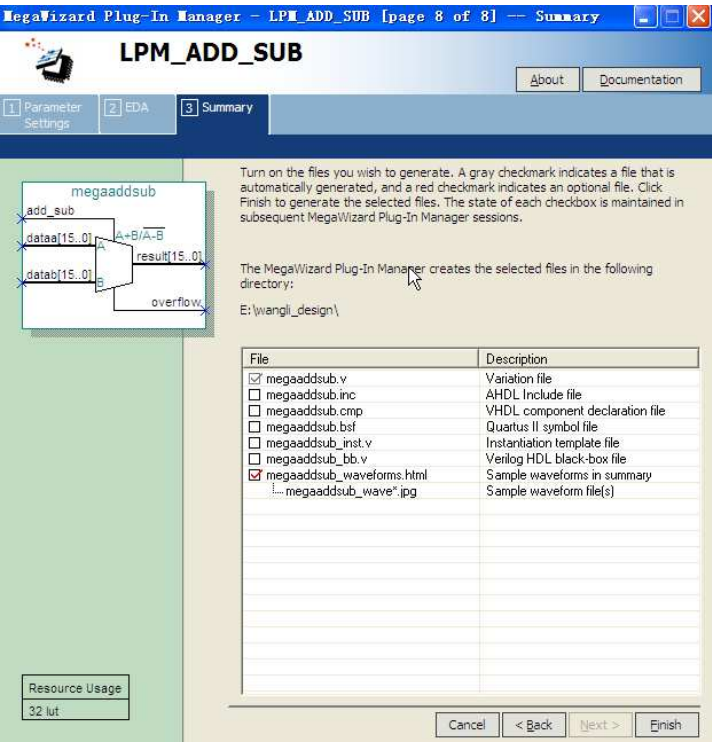 MegaWizard Plug-In Manager - LPM_ADD_SUB [page 8 of 8] -- Summary
LPM_ADD_SUB
About
Documentation
1 Parameter Settings
2 EDA
3 Summary
megaaddsub
add_sub
dataa[15..0]
A
A+B/A-B
result[15..0]
datab[15..0]
B
overflow
Turn on the files you wish to generate. A gray checkmark indicates a file that is
automatically generated, and a red checkmark indicates an optional file. Click
Finish to generate the selected files. The state of each checkbox is maintained in
subsequent MegaWizard Plug-In Manager sessions.
The MegaWizard Plug-In Manager creates the selected files in the following
directory:
E:\wangli_design\
File Description
megaaddsub.v Variation file
megaaddsub.inc AHDL Include file
megaaddsub.cmp VHDL component declaration file
megaaddsub.bsf Quartus II symbol file
megaaddsub_inst.v Instantiation template file
megaaddsub_bb.v Verilog HDL black-box file
megaaddsub_waveforms.html Sample waveforms in summary
megaaddsub_wave*.jpg Sample waveform file(s)
Resource Usage
32 lut
Cancel
< Back
Next >
Finish